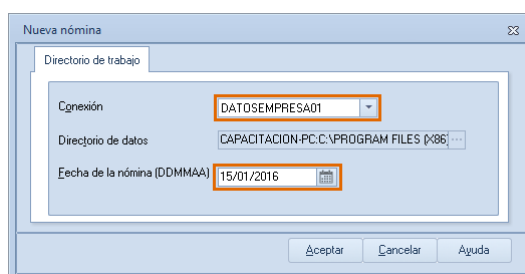 Nueva nómina
Directorio de trabajo
Conexión DATOSEMPRESA01
Directorio de datos CAPACITACION-PC:C:\PROGRAM FILES (X86) ...
Fecha de la nómina (DDMMAA) 15/01/2016
Aceptar Cancelar Ayuda